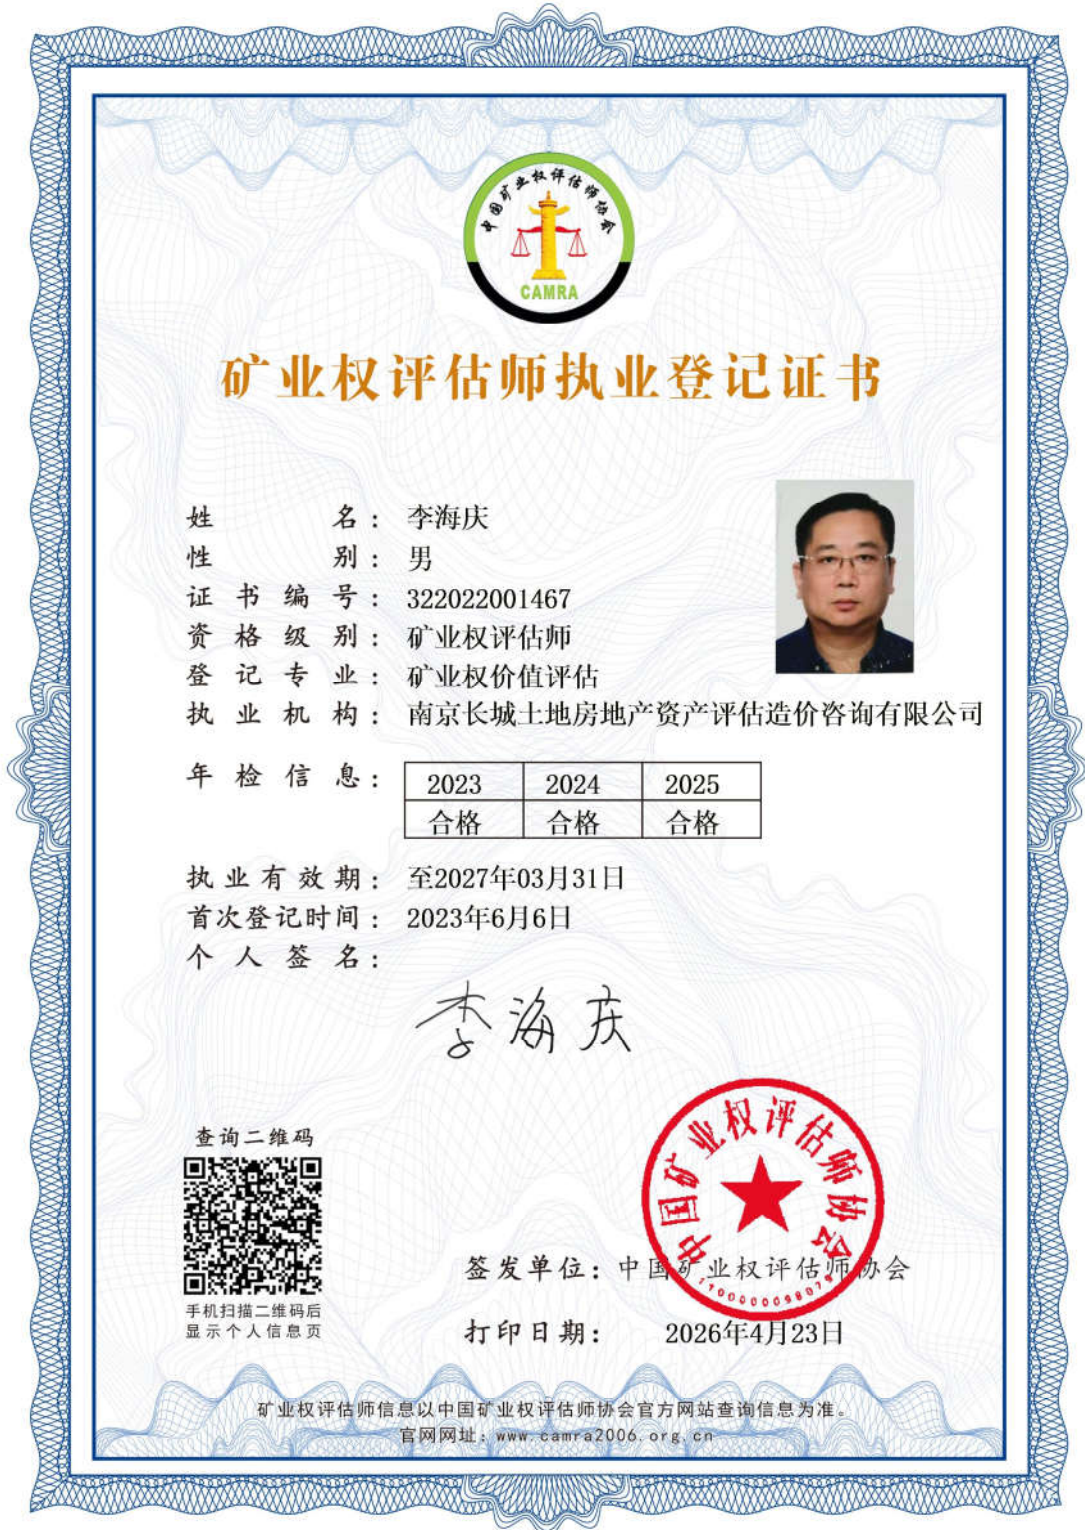 中国矿业权评估师协会
CAMRA
矿业权评估师执业登记证书
姓名：李海庆
性别：男
证书编号：322022001467
资格级别：矿业权评估师
登记专业：矿业权价值评估
执业机构：南京长城土地房地产资产评估造价咨询有限公司
年检信息：
2023 2024 2025
合格 合格 合格
执业有效期：至2027年03月31日
首次登记时间：2023年6月6日
个人签名：
李海庆
查询二维码
手机扫描二维码后
显示个人信息页
中国矿业权评估师协会
签发单位：中国矿业权评估师协会
打印日期：2026年4月23日
矿业权评估师信息以中国矿业权评估师协会官方网站查询信息为准。
官网网址：www.camra2006.org.cn